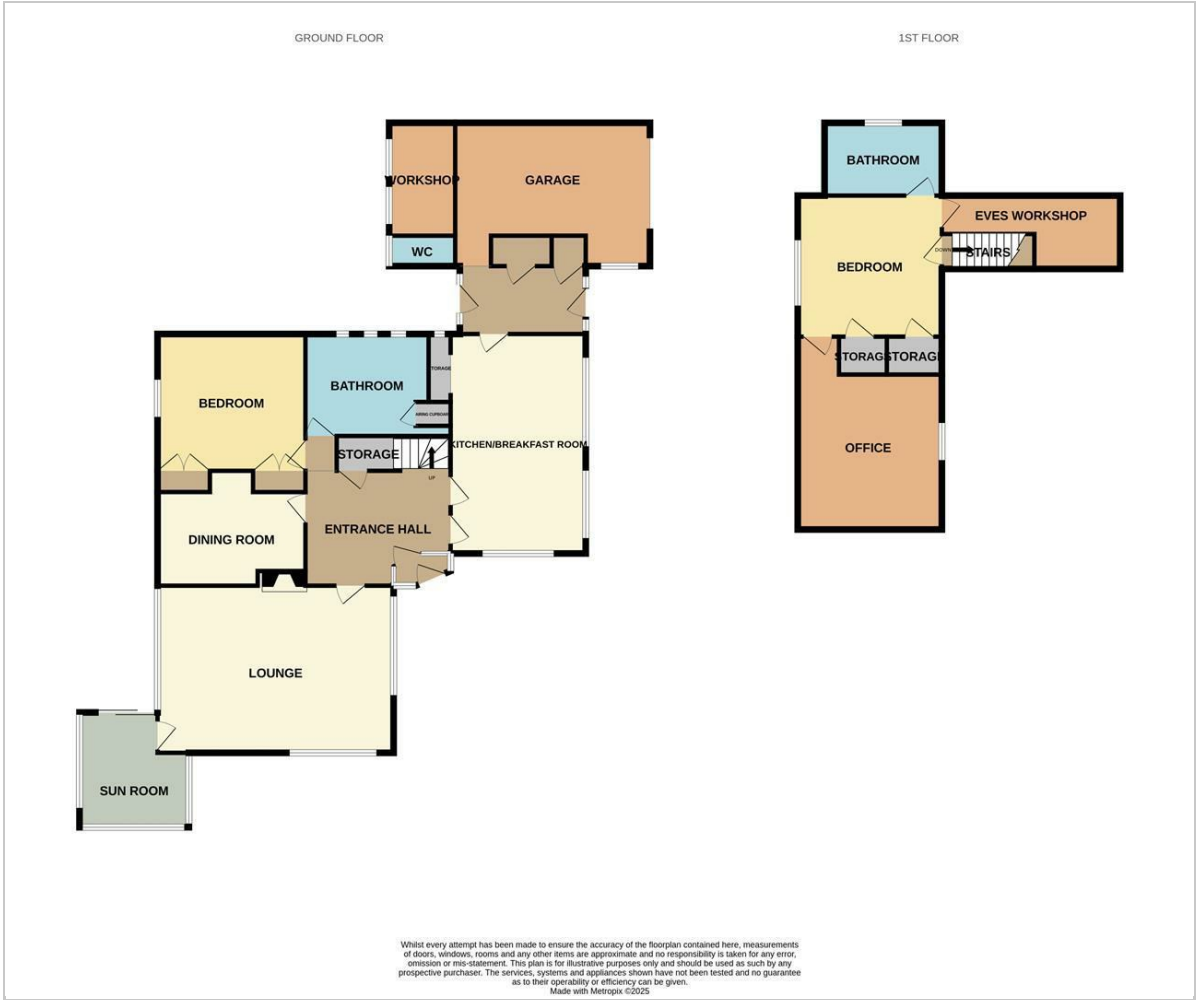 GROUND FLOOR
WORKSHOP
GARAGE
WC
BEDROOM
BATHROOM
STORAGE
AIRING CUPBOARD
KITCHEN/BREAKFAST ROOM
STORAGE
UP
DINING ROOM
ENTRANCE HALL
LOUNGE
SUN ROOM
1ST FLOOR
BATHROOM
EVES WORKSHOP
DOWN
STAIRS
BEDROOM
STORAGE
STORAGE
OFFICE
Whilst every attempt has been made to ensure the accuracy of the floorplan contained here, measurements
of doors, windows, rooms and any other items are approximate and no responsibility is taken for any error,
omission or mis-statement. This plan is for illustrative purposes only and should be used as such by any
prospective purchaser. The services, systems and appliances shown have not been tested and no guarantee
as to their operability or efficiency can be given.
Made with Metropix ©2025